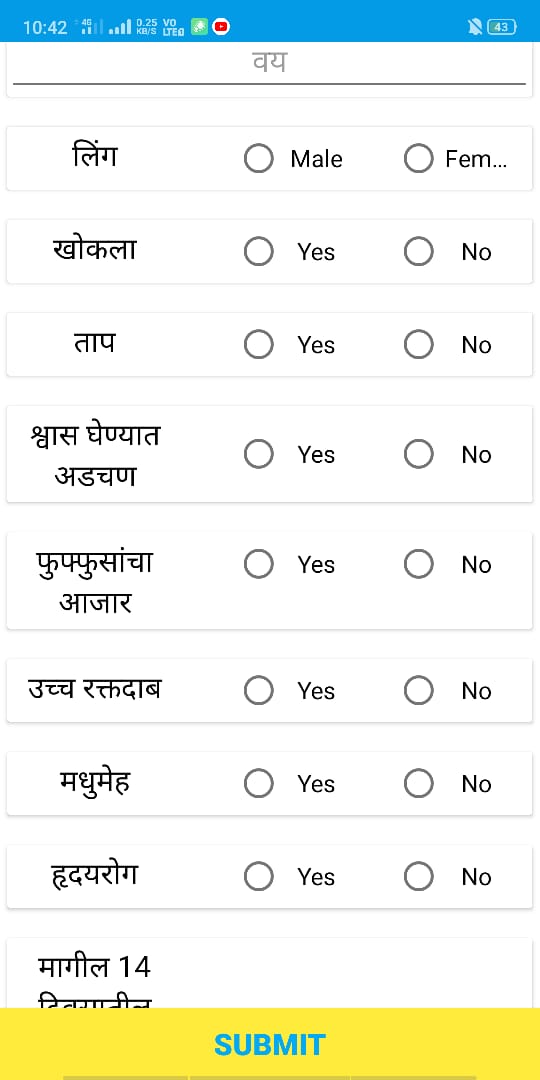 10:42 4G 0.25 KB/S VO LTE 43
वय
लिंग Male Fem...
खोकला Yes No
ताप Yes No
श्वास घेण्यात
अडचण Yes No
फुफ्फुसांचा
आजार Yes No
उच्च रक्तदाब Yes No
मधुमेह Yes No
हृदयरोग Yes No
मागील 14
SUBMIT